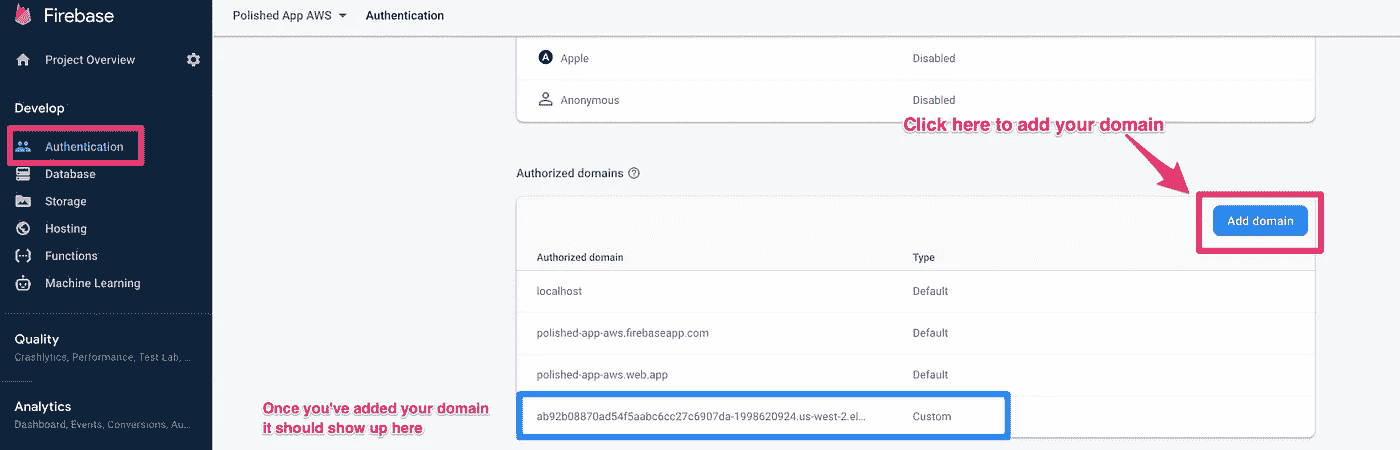 Firebase
Polished App AWS
Authentication
Project Overview
Develop
Authentication
Database
Storage
Hosting
Functions
Machine Learning
Quality
Crashlytics, Performance, Test Lab, ...
Analytics
Dashboard, Events, Conversions, Au...
Apple Disabled
Anonymous Disabled
Click here to add your domain
Authorized domains
Add domain
Authorized domain Type
localhost Default
polished-app-aws.firebaseapp.com Default
polished-app-aws.web.app Default
ab92b08870ad54f5aabc6cc27c6907da-1998620924.us-west-2.el... Custom
Once you've added your domain
it should show up here